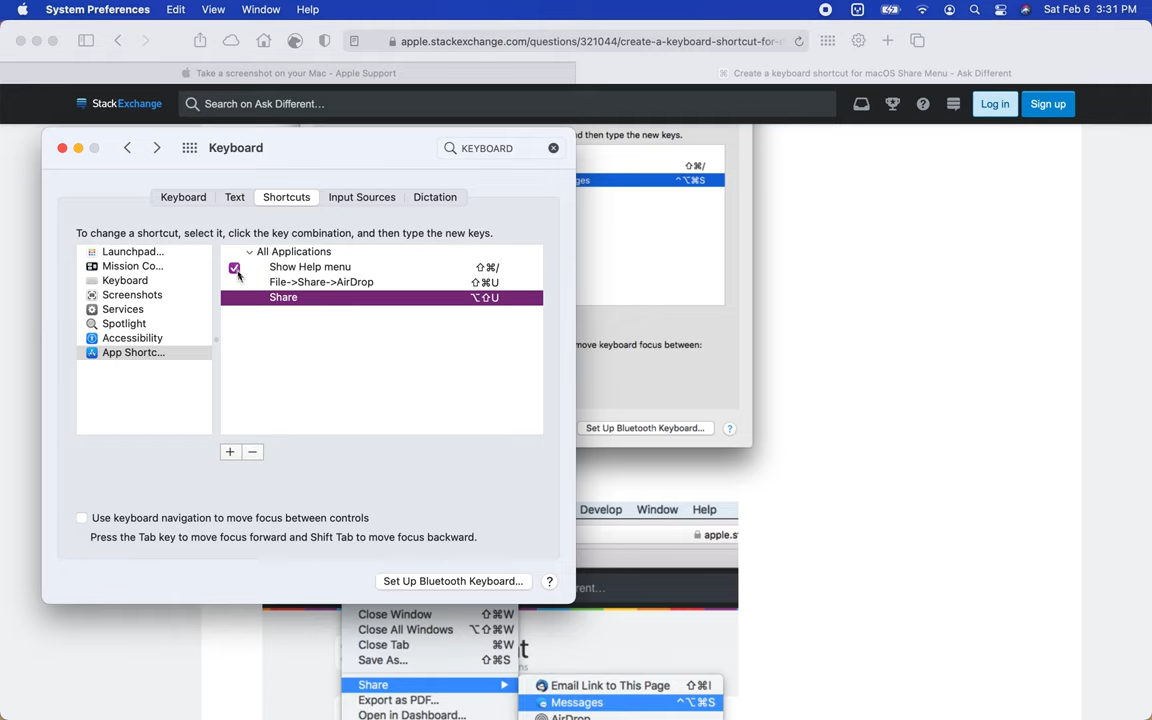 System Preferences Edit View Window Help Sat Feb 6 3:31 PM
apple.stackexchange.com/questions/321044/create-a-keyboard-shortcut-for-
Take a screenshot on your Mac - Apple Support
Create a keyboard shortcut for macOS Share Menu - Ask Different
StackExchange Search on Ask Different... Log in Sign up
Keyboard KEYBOARD
d then type the new keys.
⇧⌘/
ges ^⌥⌘S
Keyboard Text Shortcuts Input Sources Dictation
To change a shortcut, select it, click the key combination, and then type the new keys.
Launchpad...
Mission Co...
Keyboard
Screenshots
Services
Spotlight
Accessibility
App Shortc...
All Applications
Show Help menu ⇧⌘/
File->Share->AirDrop ⇧⌘U
Share ⌥⇧U
move keyboard focus between:
Set Up Bluetooth Keyboard... ?
+ −
Use keyboard navigation to move focus between controls
Press the Tab key to move focus forward and Shift Tab to move focus backward.
Set Up Bluetooth Keyboard... ?
Develop Window Help
apple.s
rent...
Close Window ⇧⌘W
Close All Windows ⌥⇧⌘W
Close Tab ⌘W
Save As... ⇧⌘S
t
ns
Share
Export as PDF...
Open in Dashboard...
Email Link to This Page ⇧⌘I
Messages ^⌥⌘S
AirDrop